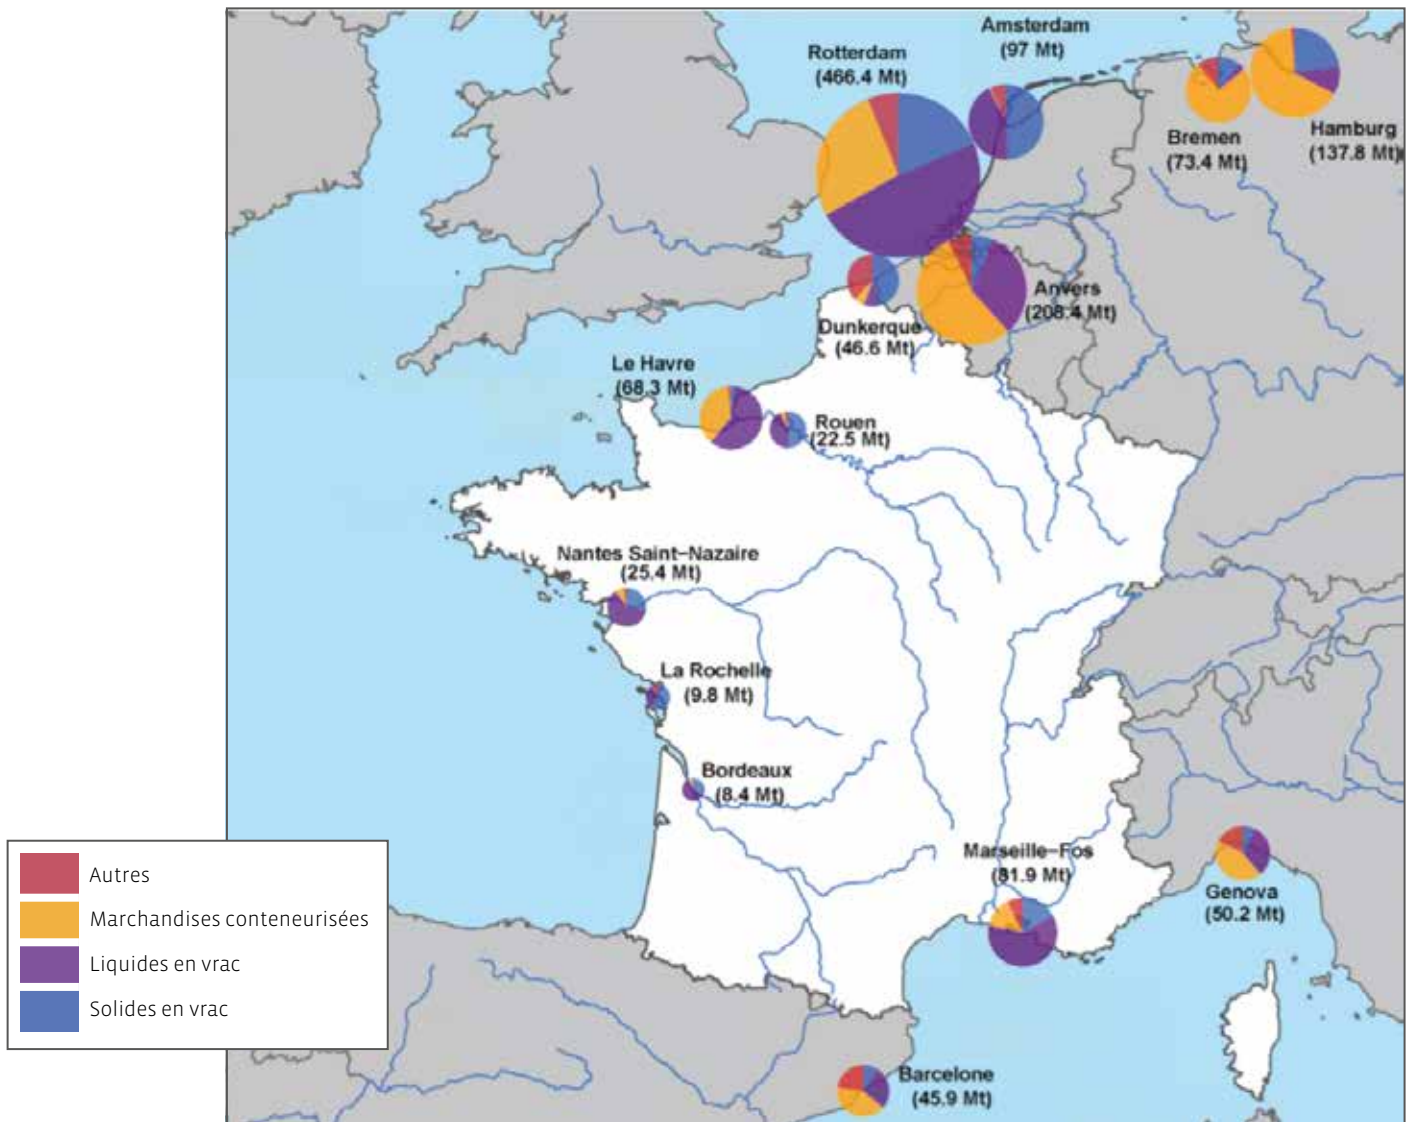 Amsterdam
(97 Mt)
Rotterdam
(466.4 Mt)
Hamburg
(137.8 Mt)
Bremen
(73.4 Mt)
Anvers
(208.4 Mt)
Dunkerque
(46.6 Mt)
Le Havre
(68.3 Mt)
Rouen
(22.5 Mt)
Nantes Saint-Nazaire
(25.4 Mt)
La Rochelle
(9.8 Mt)
Bordeaux
(8.4 Mt)
Marseille-Fos
(81.9 Mt)
Genova
(50.2 Mt)
Barcelone
(45.9 Mt)
Autres
Marchandises conteneurisées
Liquides en vrac
Solides en vrac